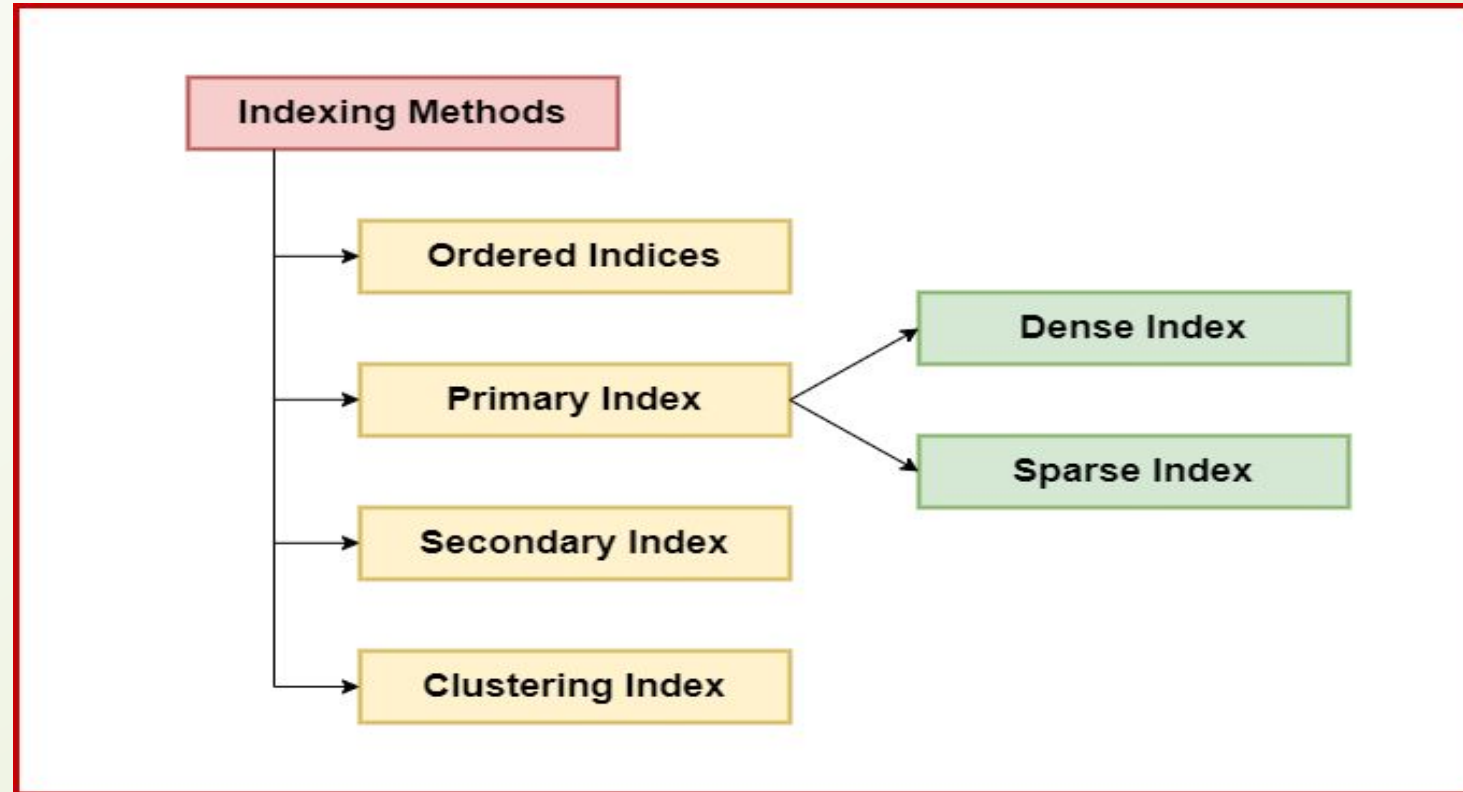 Indexing Methods
Ordered Indices
Primary Index
Dense Index
Sparse Index
Secondary Index
Clustering Index